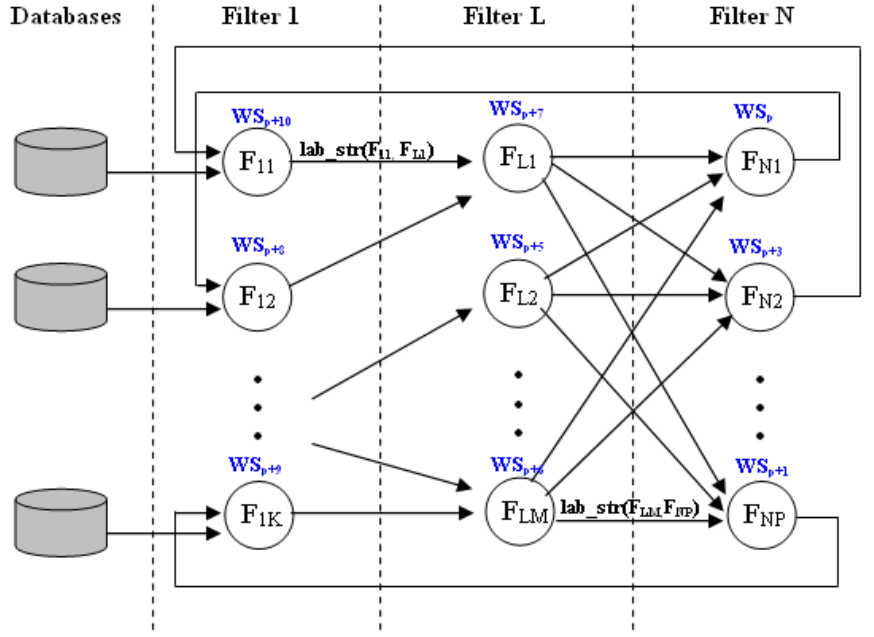 Databases Filter 1 Filter L Filter N
WSp+10 WSp+7 WSp
F11 lab_str(F11, FL1) FL1 FN1
WSp+8 WSp+5 WSp+3
F12 FL2 FN2
WSp+9 WSp+6 WSp+1
F1K FLM lab_str(FLM,FNP) FNP